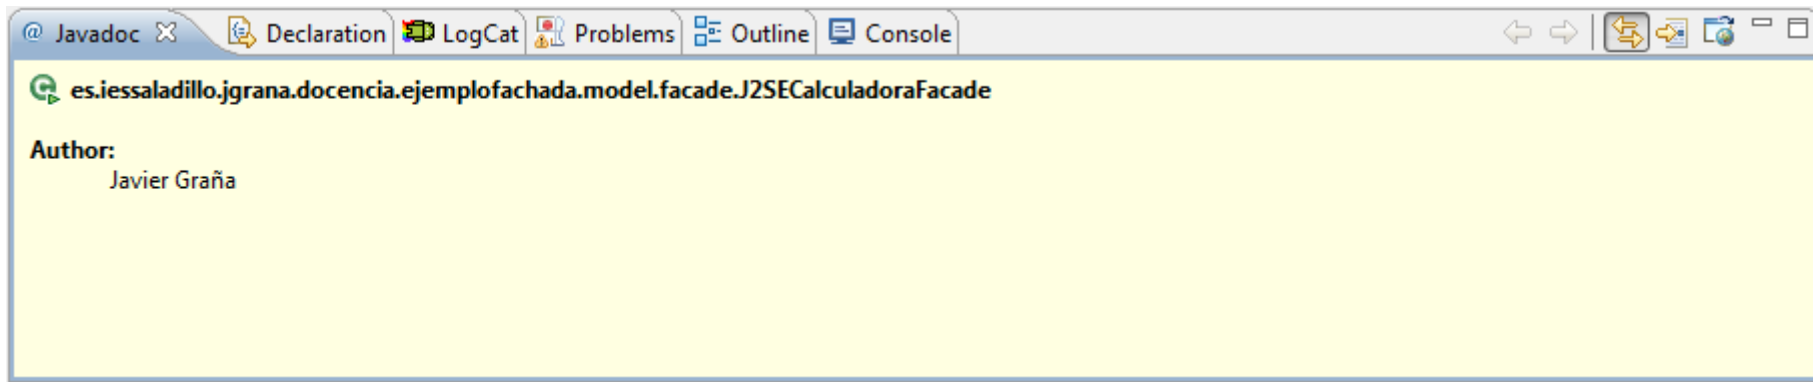 @ Javadoc Declaration LogCat Problems Outline Console
es.iessaladillo.jgrana.docencia.ejemplofachada.model.facade.J2SECalculadoraFacade
Author:
Javier Graña